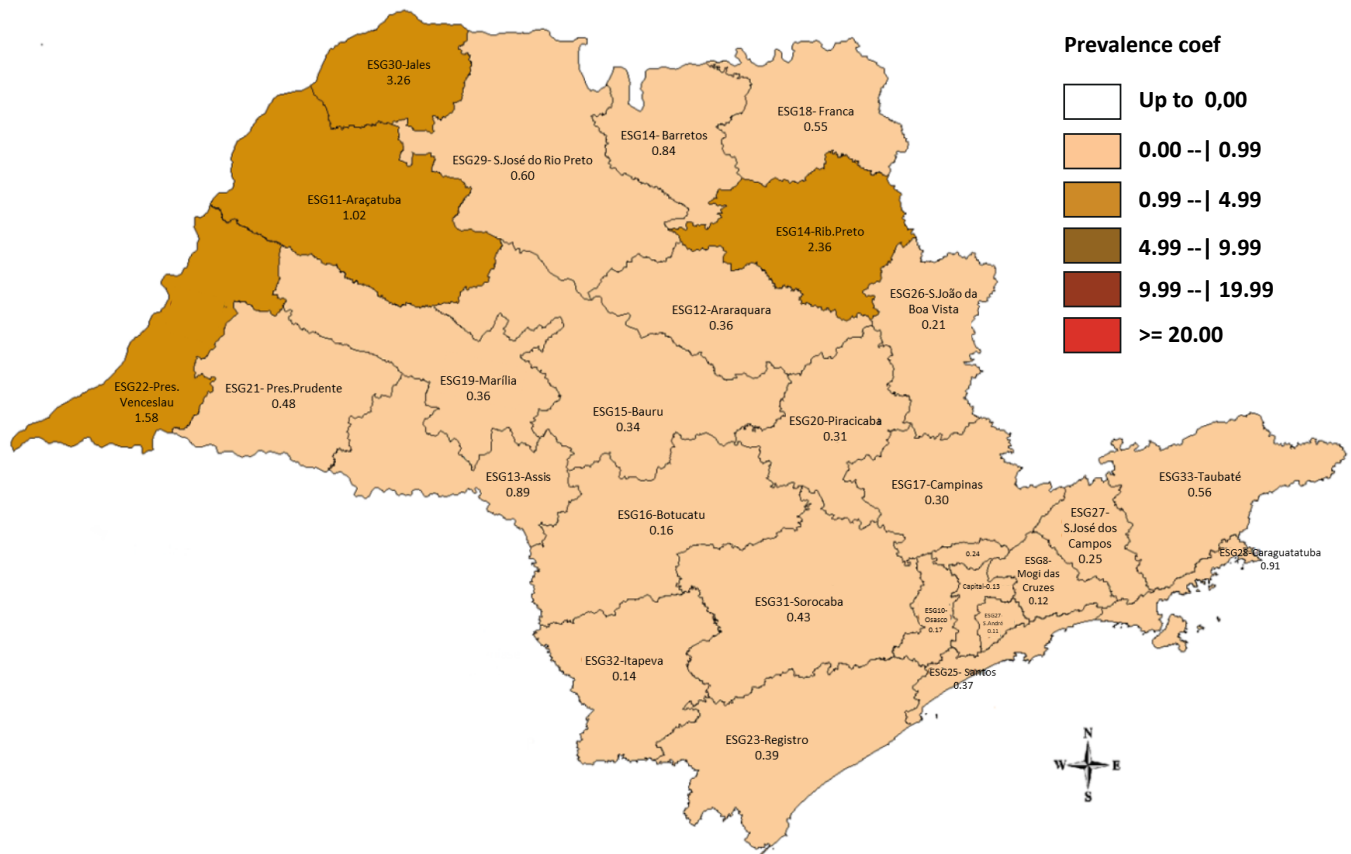 Prevalence coef
Up to 0,00
0.00 --| 0.99
0.99 --| 4.99
4.99 --| 9.99
9.99 --| 19.99
>= 20.00
ESG30-Jales
3.26
ESG18- Franca
0.55
ESG14- Barretos
0.84
ESG29- S.José do Rio Preto
0.60
ESG11-Araçatuba
1.02
ESG14-Rib.Preto
2.36
ESG26-S.João da
Boa Vista
0.21
ESG12-Araraquara
0.36
ESG22-Pres.
Venceslau
1.58
ESG21- Pres.Prudente
0.48
ESG19-Marília
0.36
ESG15-Bauru
0.34
ESG20-Piracicaba
0.31
ESG13-Assis
0.89
ESG17-Campinas
0.30
ESG33-Taubaté
0.56
ESG16-Botucatu
0.16
ESG27-
S.José dos
Campos
0.25
ESG28-Caraguatatuba
0.91
0.24
ESG8-
Mogi das
Cruzes
0.12
Capital-0.13
ESG31-Sorocaba
0.43
ESG10-
Osasco
0.17
ESG27
S.André
0.11
ESG32-Itapeva
0.14
ESG25- Santos
0.37
ESG23-Registro
0.39
N
W E
S